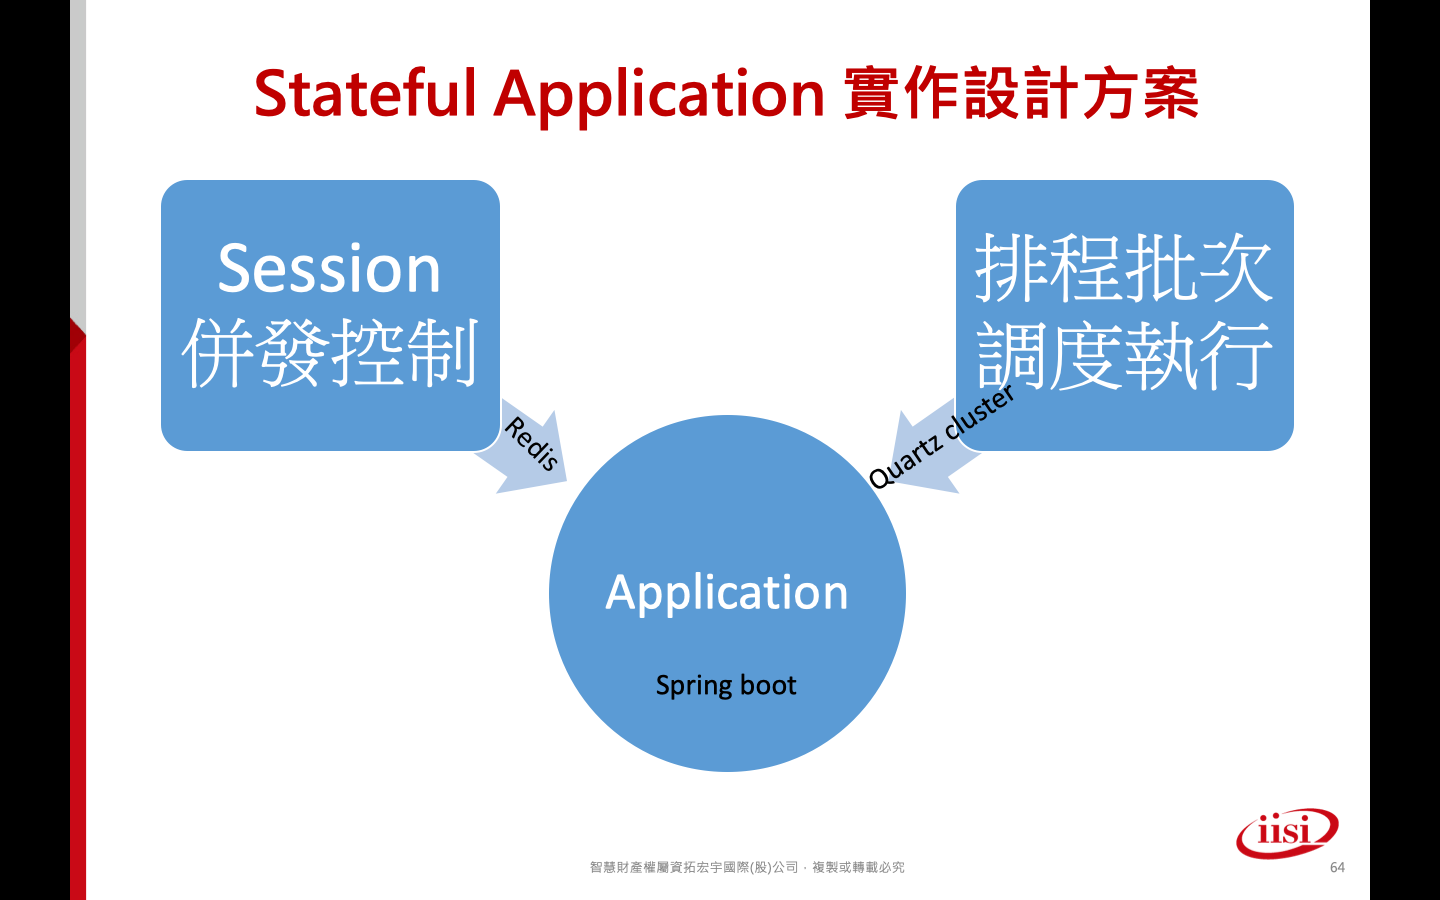 Stateful Application 實作設計方案
Session
併發控制
排程批次
調度執行
Redis
Quartz cluster
Application
Spring boot
iisi
智慧財產權屬資拓宏宇國際(股)公司，複製或轉載必究
64